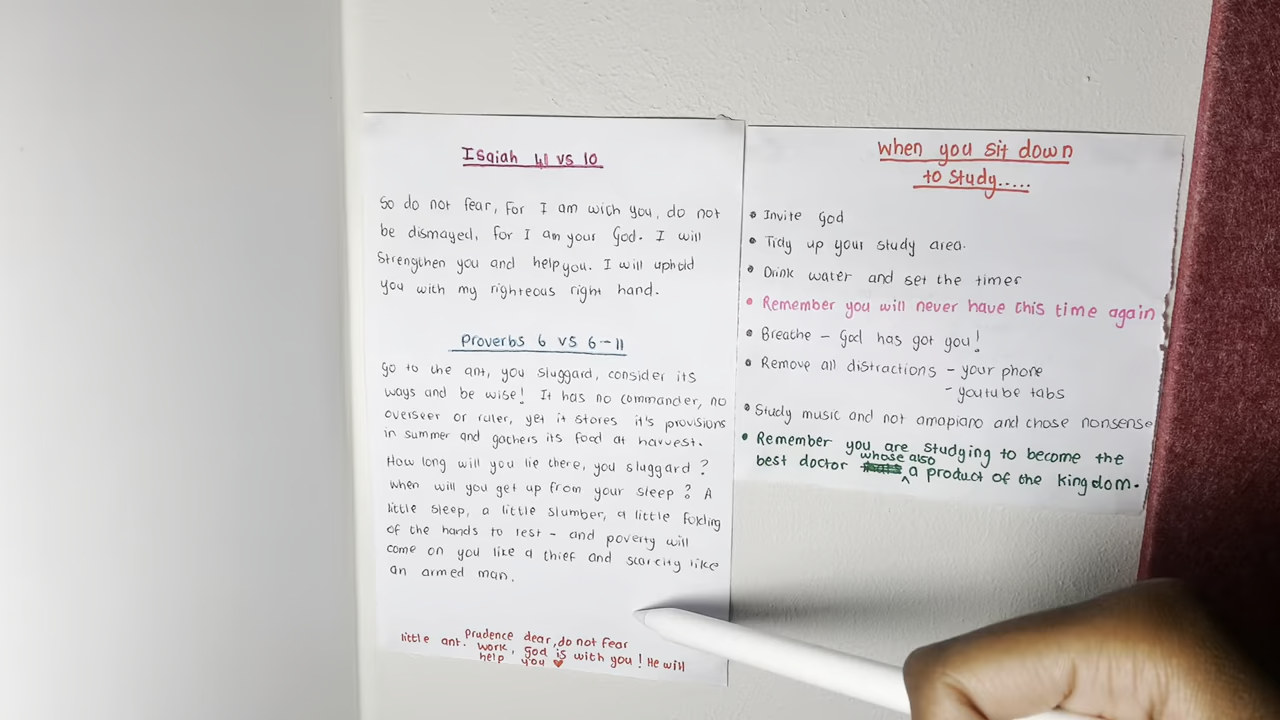 Isaiah 41 vs 10
So do not fear, for I am with you, do not
be dismayed, for I am your God. I will
strengthen you and help you. I will uphold
you with my righteous right hand.
Proverbs 6 vs 6-11
Go to the ant, you sluggard, consider its
ways and be wise! It has no commander, no
overseer or ruler, yet it stores it's provisions
in summer and gathers its food at harvest.
How long will you lie there, you sluggard?
when will you get up from your sleep? A
little sleep, a little slumber, a little folding
of the hands to rest - and poverty will
come on you like a thief and scarcity like
an armed man.
Prudence dear, do not fear
little ant. work, God is with you! He will
help you ❤
When you sit down
to study.....
• Invite God
• Tidy up your study area.
• Drink water and set the timer
• Remember you will never have this time again
• Breathe - God has got you!
• Remove all distractions - your phone
- youtube tabs
• Study music and not amapiano and those nonsense
• Remember you are studying to become the
best doctor whose also a product of the kingdom.